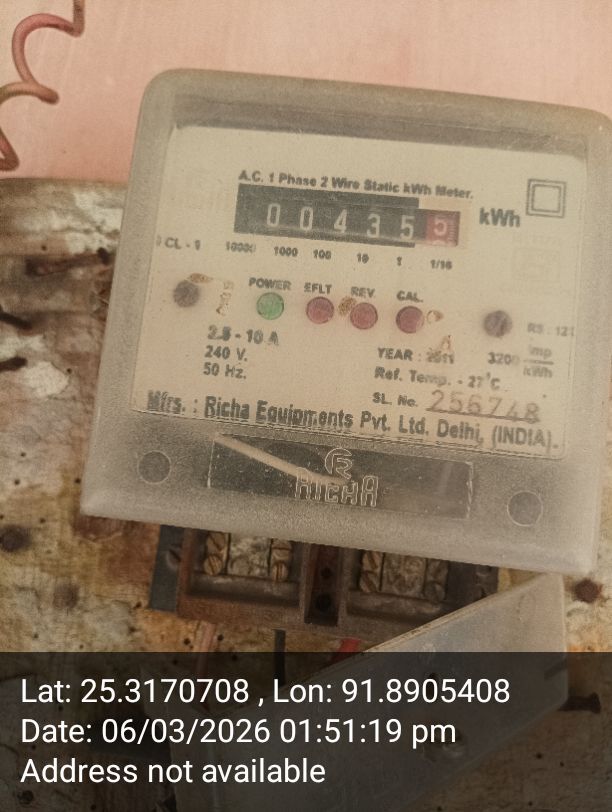 A.C. 1 Phase 2 Wire Static kWh Meter.
0 0 4 3 5 5 kWh
CL - 1 10000 1000 100 10 1 1/10
POWER EFLT REV. CAL.
2.5 - 10 A
240 V.
50 Hz.
YEAR : 2011 3200 imp/kWh
Ref. Temp. - 27°C
SL. No. 256748
Mfrs. : Richa Equipments Pvt. Ltd. Delhi, (INDIA).
RICHA
Lat: 25.3170708 , Lon: 91.8905408
Date: 06/03/2026 01:51:19 pm
Address not available